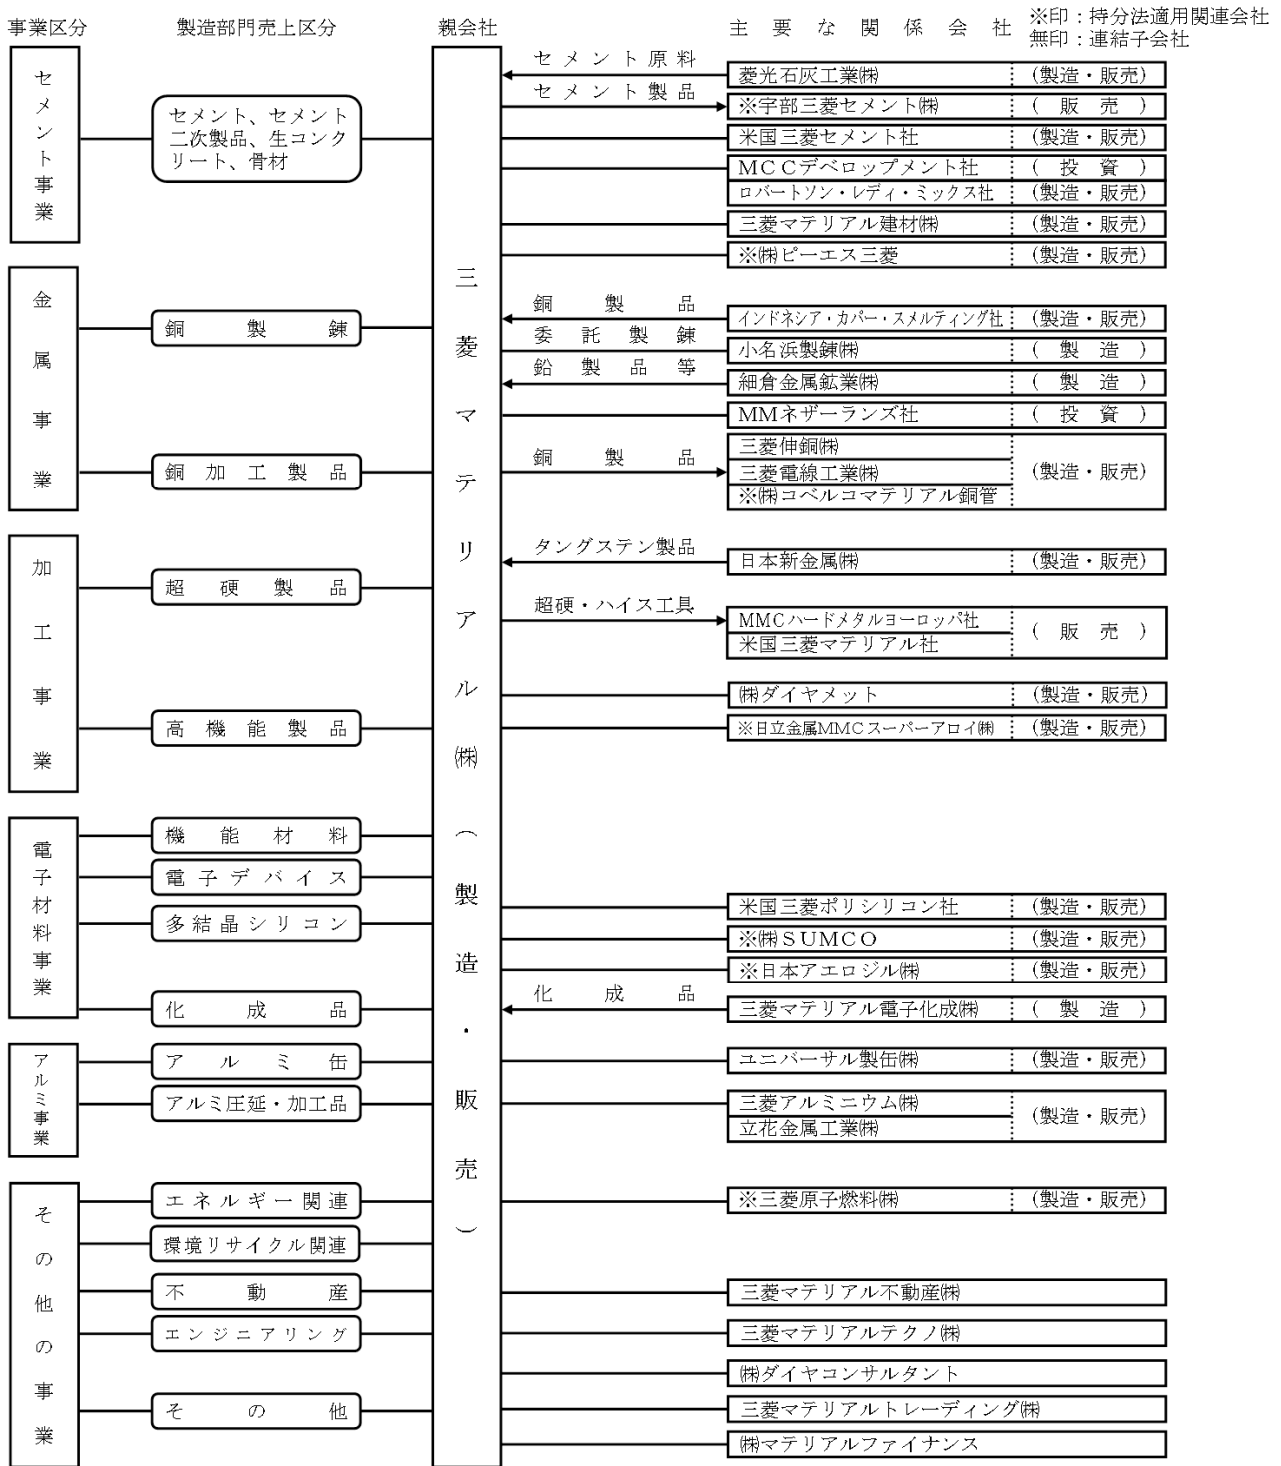 事業区分
製造部門売上区分
親会社
主要な関係会社
※印：持分法適用関連会社
無印：連結子会社
セメント事業
セメント、セメント
二次製品、生コンク
リート、骨材
三菱マテリアル㈱（製造・販売）
セメント原料
菱光石灰工業㈱ (製造・販売)
セメント製品
※宇部三菱セメント㈱ (販売)
米国三菱セメント社 (製造・販売)
MCCデベロップメント社 (投資)
ロバートソン・レディ・ミックス社 (製造・販売)
三菱マテリアル建材㈱ (製造・販売)
※㈱ピーエス三菱 (製造・販売)
金属事業
銅製錬
銅製品
インドネシア・カパー・スメルティング社 (製造・販売)
委託製錬
小名浜製錬㈱ (製造)
鉛製品等
細倉金属鉱業㈱ (製造)
MMネザーランズ社 (投資)
銅加工製品
銅製品
三菱伸銅㈱
三菱電線工業㈱
※㈱コベルコマテリアル銅管
(製造・販売)
加工事業
超硬製品
タングステン製品
日本新金属㈱ (製造・販売)
超硬・ハイス工具
MMCハードメタルヨーロッパ社
米国三菱マテリアル社
(販売)
㈱ダイヤメット (製造・販売)
高機能製品
※日立金属MMCスーパーアロイ㈱ (製造・販売)
電子材料事業
機能材料
電子デバイス
多結晶シリコン
米国三菱ポリシリコン社 (製造・販売)
※㈱SUMCO (製造・販売)
※日本アエロジル㈱ (製造・販売)
化成品
化成品
三菱マテリアル電子化成㈱ (製造)
アルミ事業
アルミ缶
ユニバーサル製缶㈱ (製造・販売)
アルミ圧延・加工品
三菱アルミニウム㈱
立花金属工業㈱
(製造・販売)
その他の事業
エネルギー関連
※三菱原子燃料㈱ (製造・販売)
環境リサイクル関連
不動産
三菱マテリアル不動産㈱
エンジニアリング
三菱マテリアルテクノ㈱
㈱ダイヤコンサルタント
その他
三菱マテリアルトレーディング㈱
㈱マテリアルファイナンス